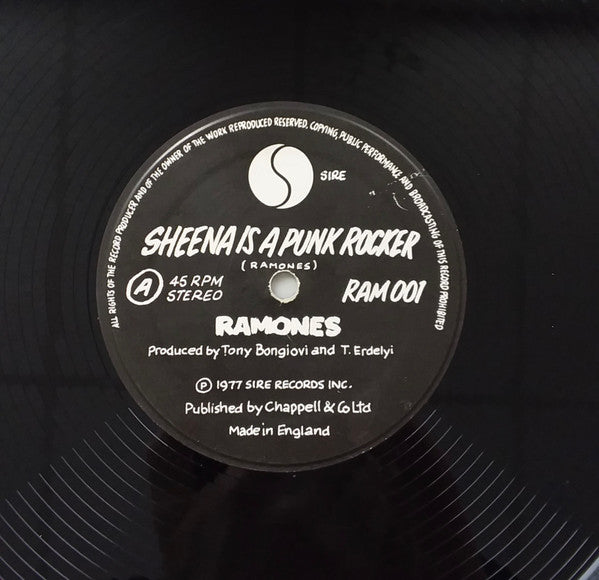 ALL RIGHTS OF THE RECORD PRODUCER AND OF THE OWNER OF THE WORK REPRODUCED RESERVED. COPYING, PUBLIC PERFORMANCE AND BROADCASTING OF THIS RECORD PROHIBITED
S SIRE
SHEENA IS A PUNK ROCKER
(RAMONES)
A 45 RPM STEREO RAM 001
RAMONES
Produced by Tony Bongiovi and T. Erdelyi
Ⓟ 1977 SIRE RECORDS INC.
Published by Chappell & Co Ltd
Made in England